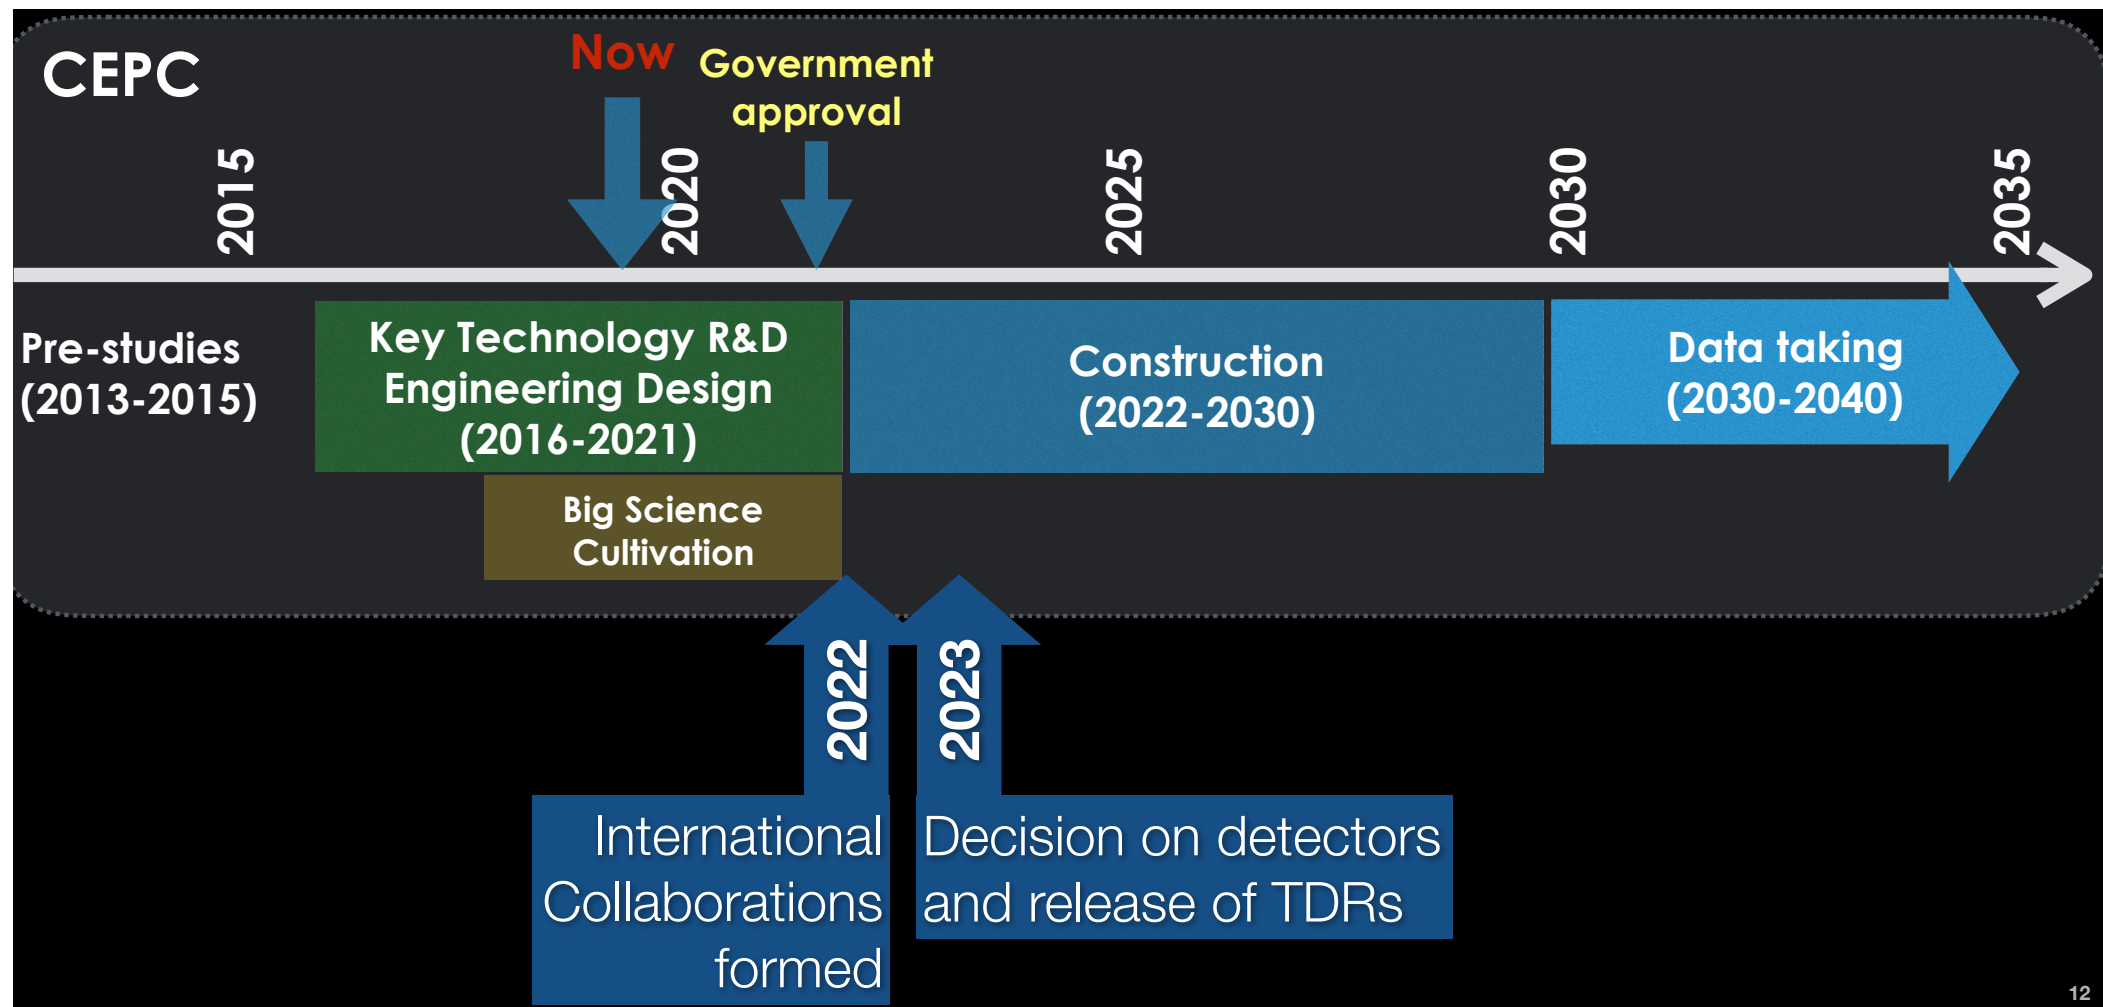 CEPC
Now
Government
approval
2015
2020
2025
2030
2035
Pre-studies
(2013-2015)
Key Technology R&D
Engineering Design
(2016-2021)
Construction
(2022-2030)
Data taking
(2030-2040)
Big Science
Cultivation
2022
2023
International
Collaborations
formed
Decision on detectors
and release of TDRs
12